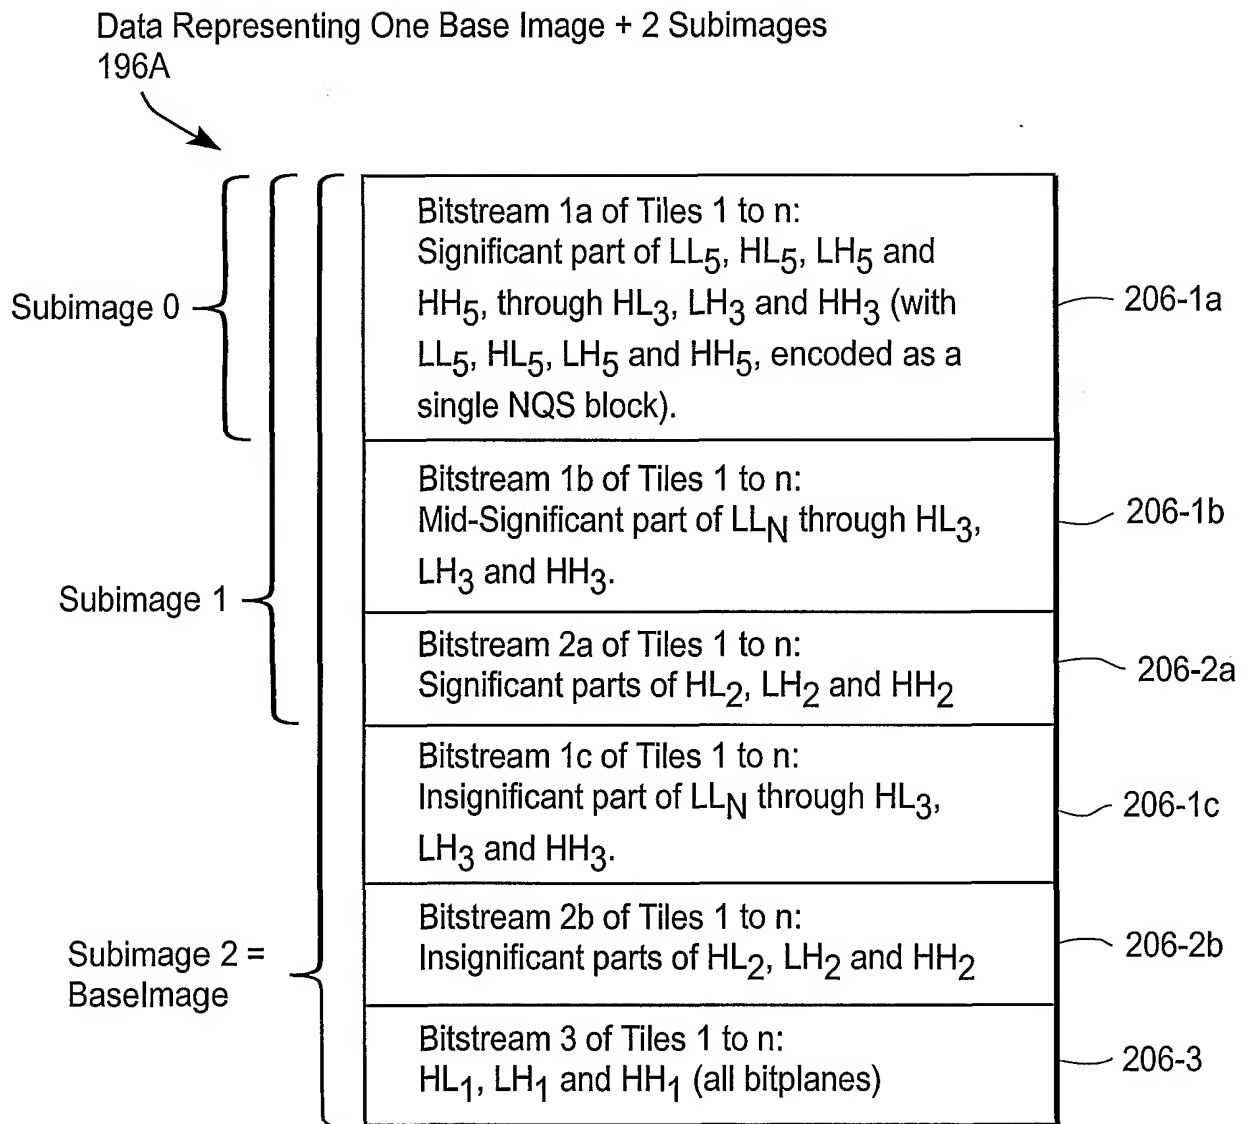 Data Representing One Base Image + 2 Subimages
196A
Subimage 0
Bitstream 1a of Tiles 1 to n:
Significant part of LL5, HL5, LH5 and
HH5, through HL3, LH3 and HH3 (with
LL5, HL5, LH5 and HH5, encoded as a
single NQS block).
206-1a
Bitstream 1b of Tiles 1 to n:
Mid-Significant part of LLN through HL3,
LH3 and HH3.
206-1b
Subimage 1
Bitstream 2a of Tiles 1 to n:
Significant parts of HL2, LH2 and HH2
206-2a
Bitstream 1c of Tiles 1 to n:
Insignificant part of LLN through HL3,
LH3 and HH3.
206-1c
Subimage 2 =
BaseImage
Bitstream 2b of Tiles 1 to n:
Insignificant parts of HL2, LH2 and HH2
206-2b
Bitstream 3 of Tiles 1 to n:
HL1, LH1 and HH1 (all bitplanes)
206-3